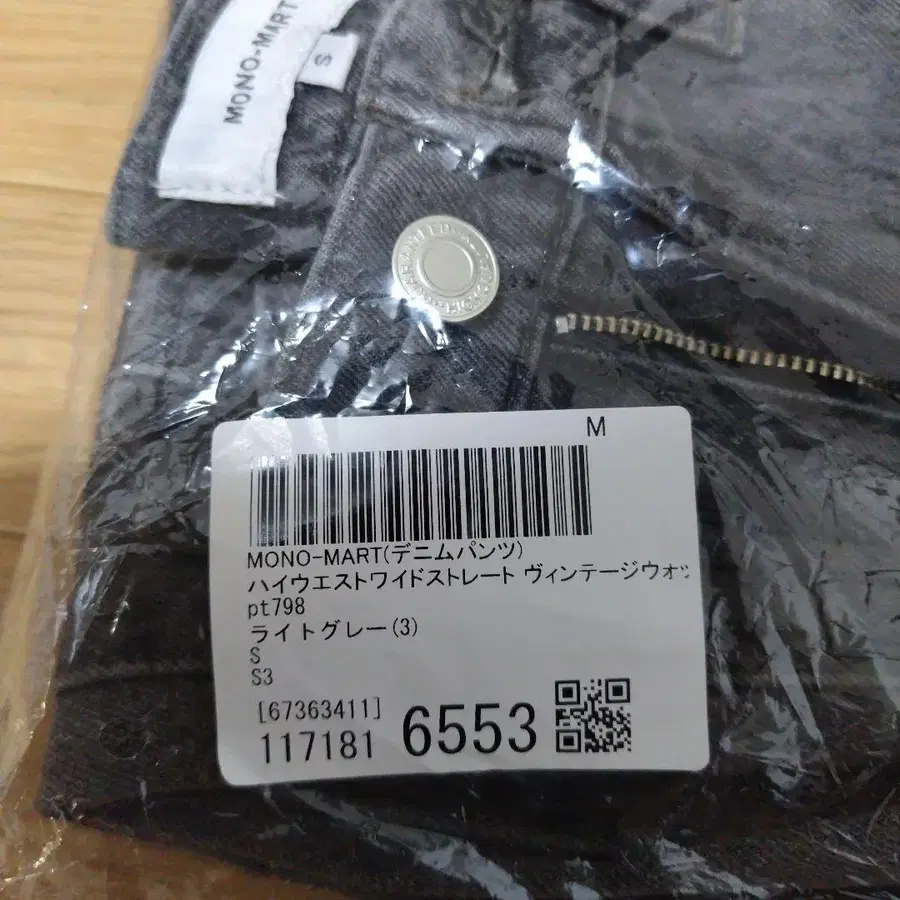 MONO-MART
S
M
MONO-MART(デニムパンツ)
ハイウエストワイドストレート ヴィンテージウォッ
pt798
ライトグレー(3)
S
S3
[67363411]
117181 6553